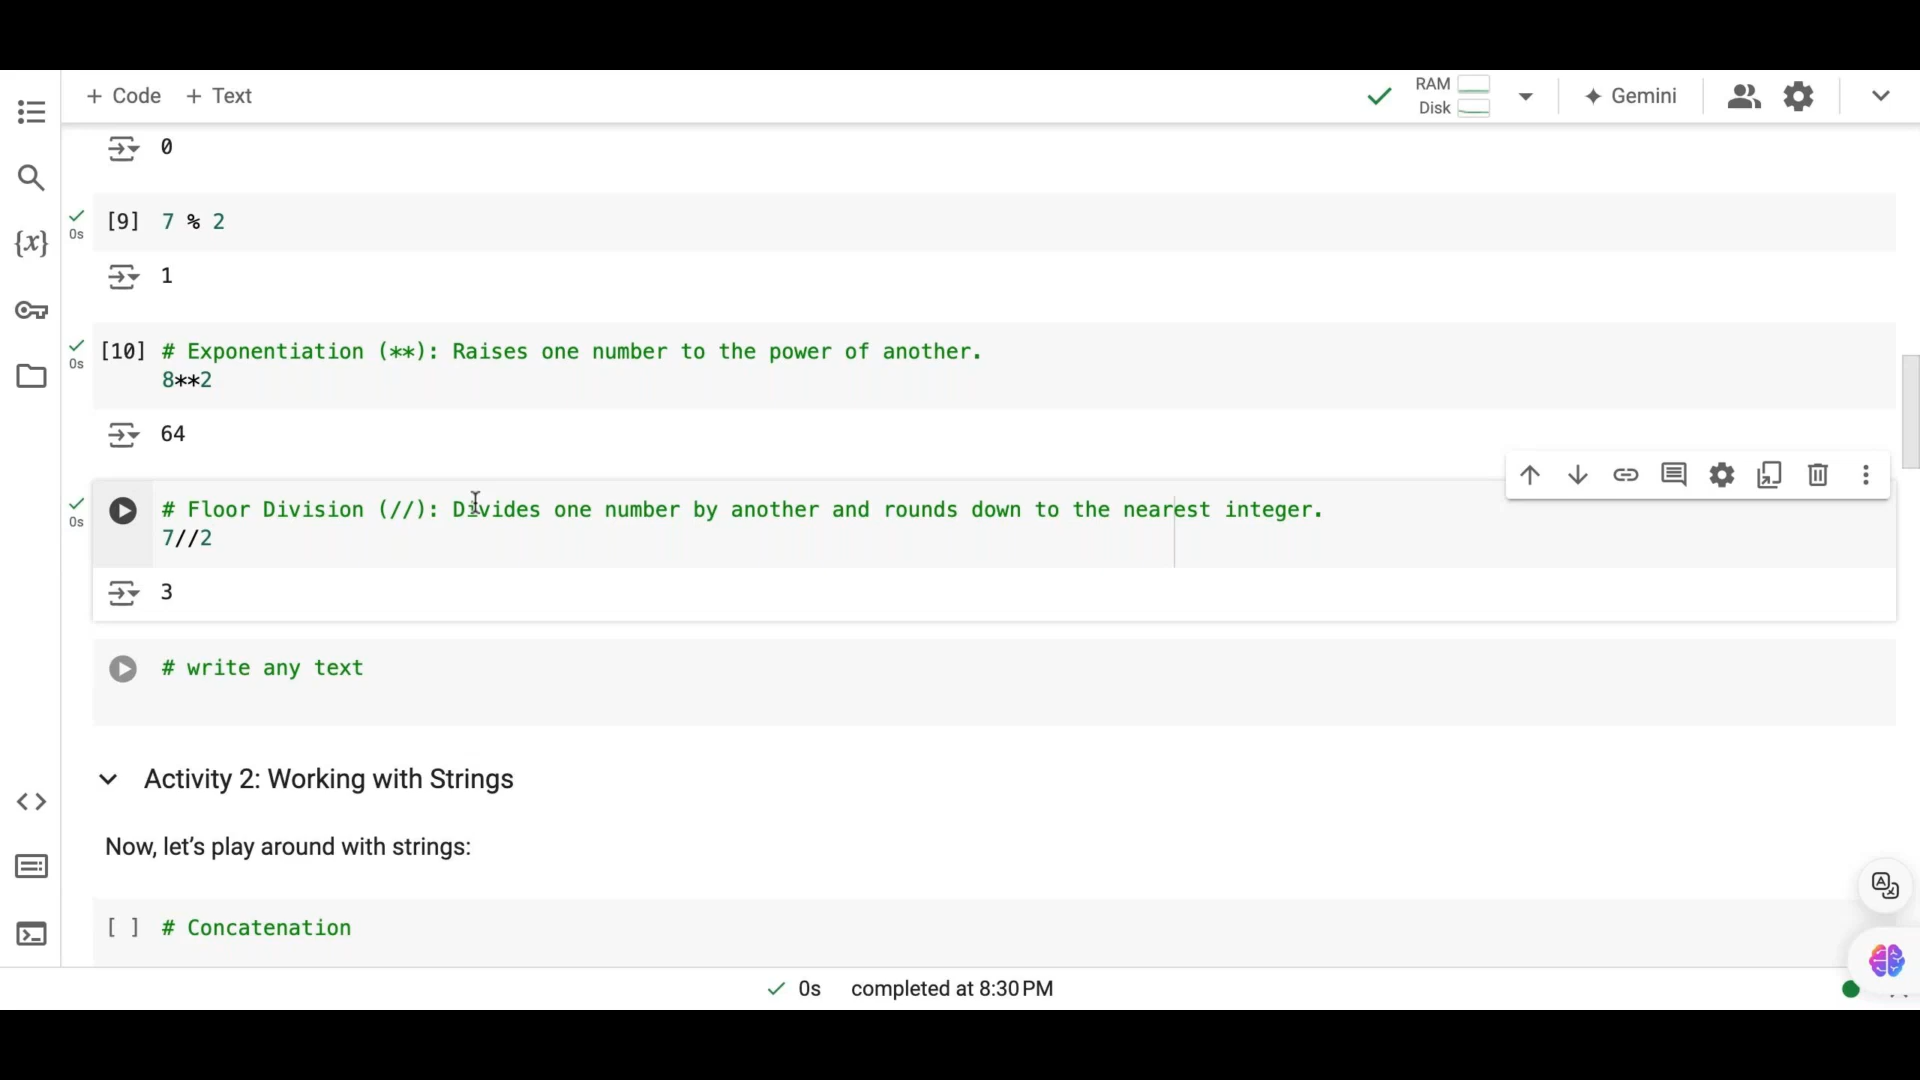 + Code + Text
RAM
Disk
Gemini
0
0s
[9] 7 % 2
1
0s
[10] # Exponentiation (**): Raises one number to the power of another.
8**2
64
0s
# Floor Division (//): Divides one number by another and rounds down to the nearest integer.
7//2
3
# write any text
Activity 2: Working with Strings
Now, let’s play around with strings:
[ ] # Concatenation
0s completed at 8:30 PM